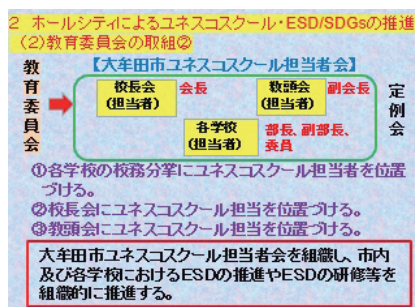 2 ホールシティによるユネスコスクール・ESD/SDGsの推進
(2)教育委員会の取組②
教育委員会
【大牟田市ユネスコスクール担当者会】
校長会
(担当者)
会長
教頭会
(担当者)
副会長
各学校
(担当者)
部長、副部長、
委員
定例会
①各学校の校務分掌にユネスコスクール担当者を位置
づける。
②校長会にユネスコスクール担当を位置づける。
③教頭会にユネスコスクール担当を位置づける。
大牟田市ユネスコスクール担当者会を組織し、市内
及び各学校におけるESDの推進やESDの研修等を
組織的に推進する。